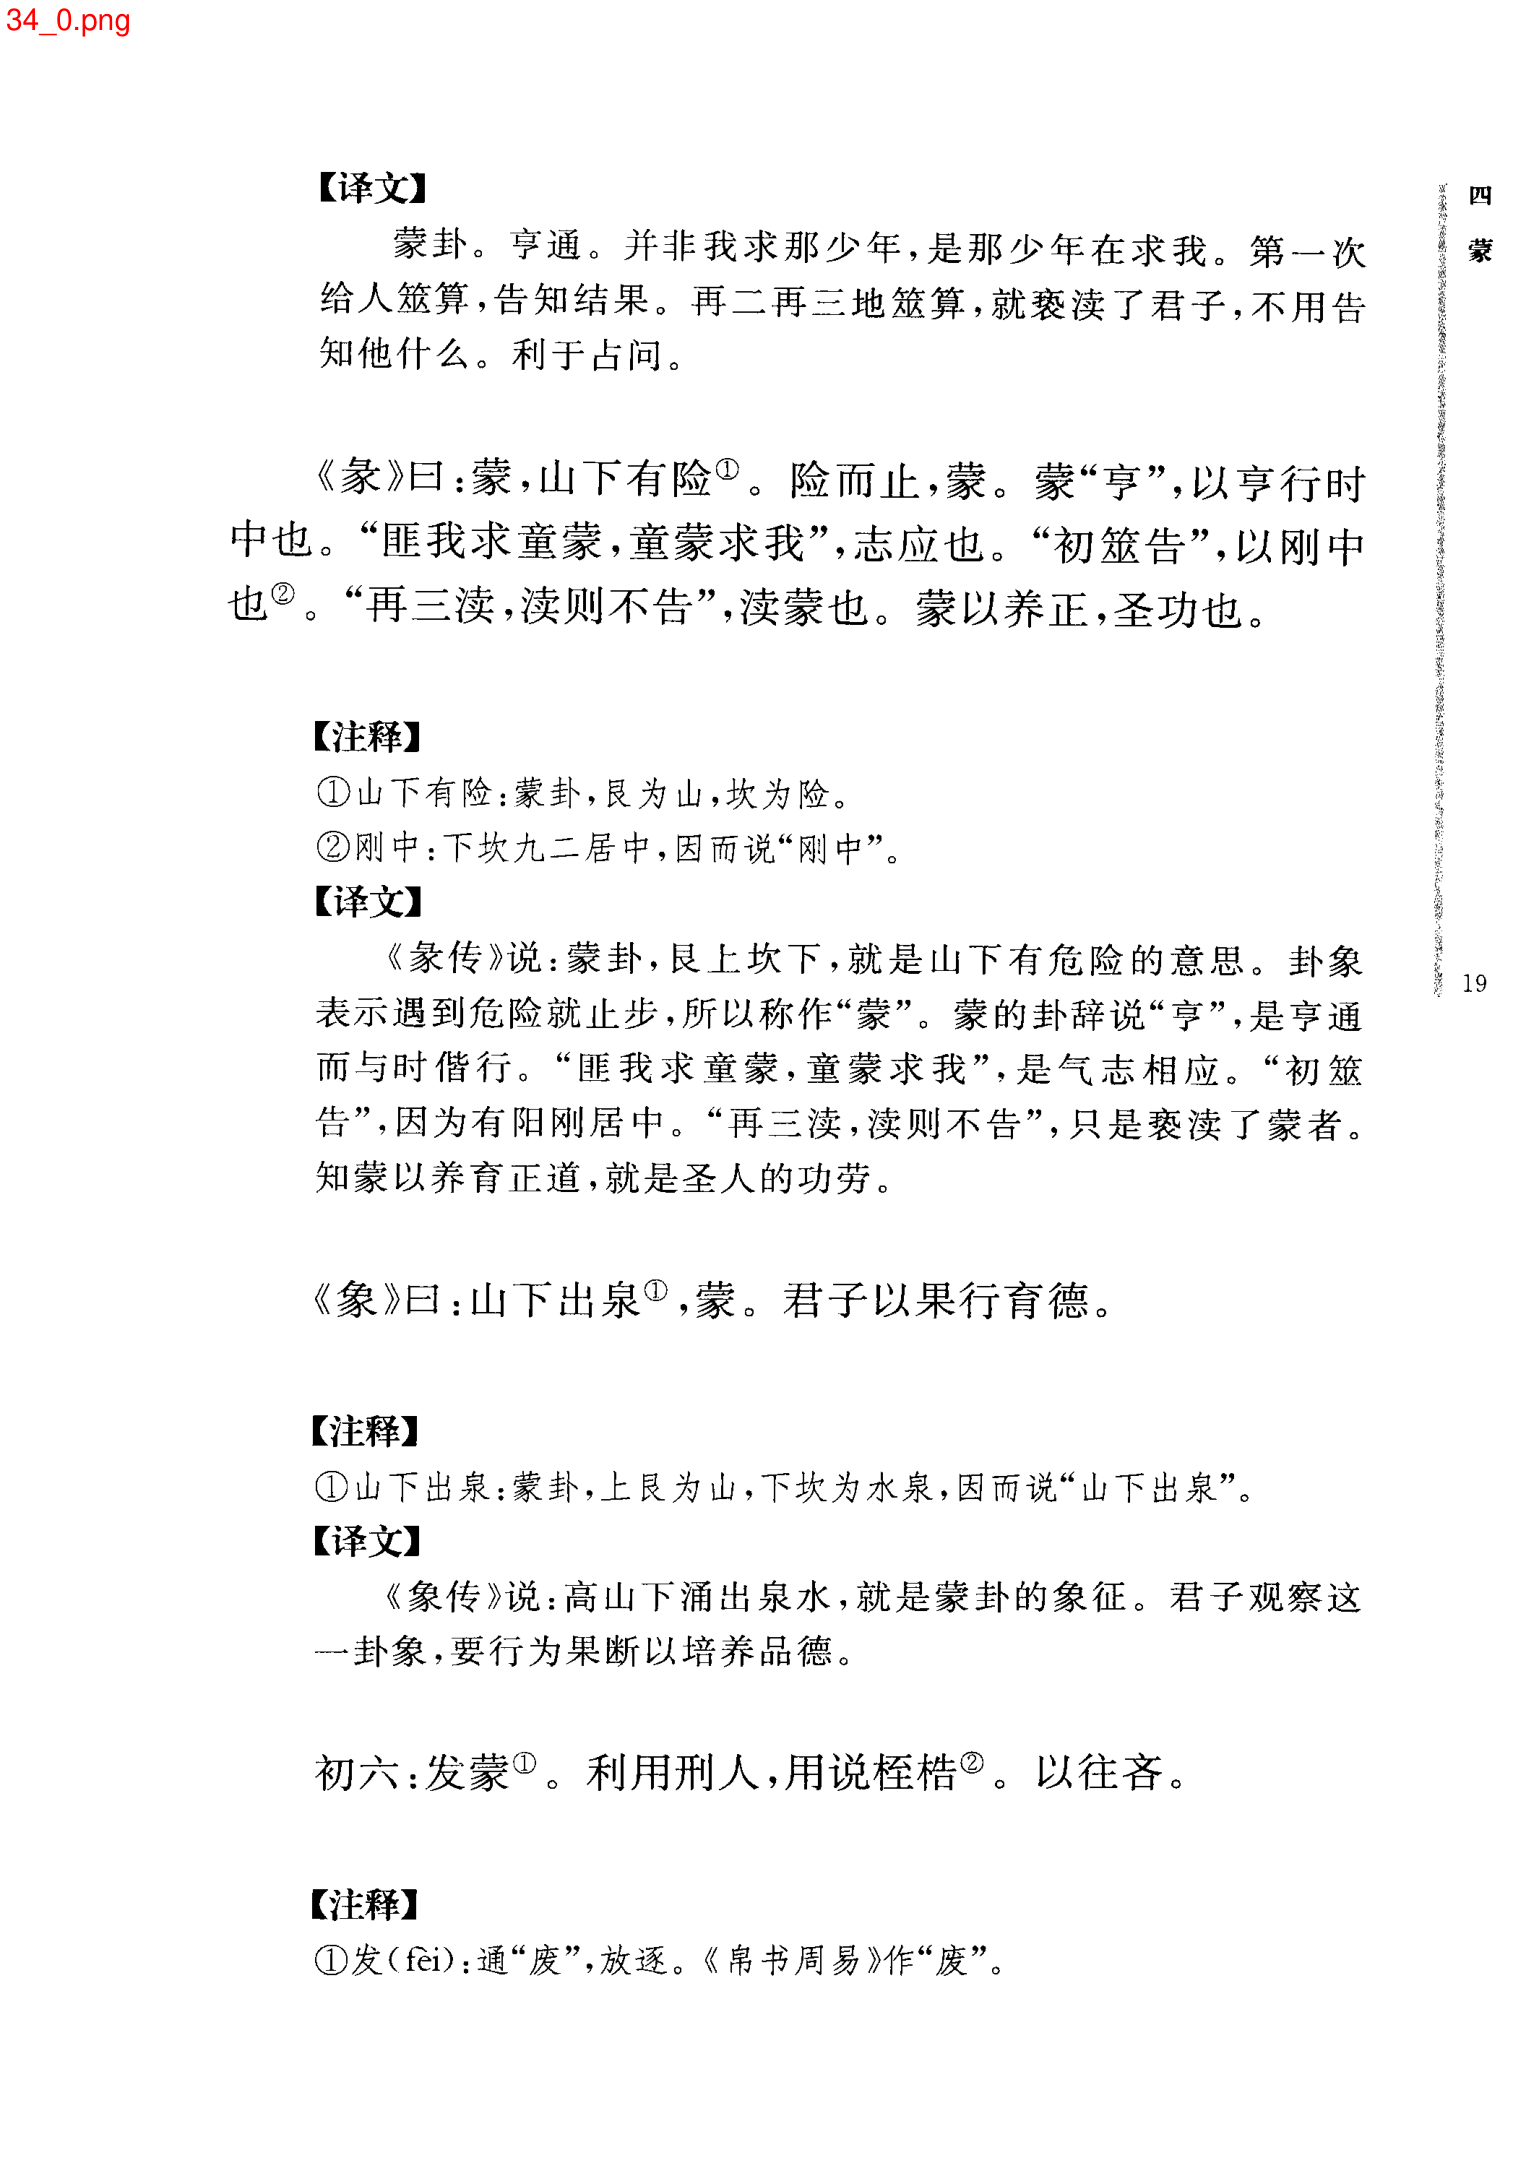 34_0.png
【译文】
蒙卦。亨通。并非我求那少年,是那少年在求我。第一次
给人筮算,告知结果。再二再三地筮算,就亵渎了君子,不用告
知他什么。利于占问。
《彖》曰:蒙,山下有险①。险而止,蒙。蒙“亨”,以亨行时
中也。“匪我求童蒙,童蒙求我”,志应也。“初筮告”,以刚中
也②。“再三渎,渎则不告”,渎蒙也。蒙以养正,圣功也。
【注释】
①山下有险:蒙卦,艮为山,坎为险。
②刚中:下坎九二居中,因而说“刚中”。
【译文】
《彖传》说:蒙卦,艮上坎下,就是山下有危险的意思。卦象
表示遇到危险就止步,所以称作“蒙”。蒙的卦辞说“亨”,是亨通
而与时偕行。“匪我求童蒙,童蒙求我”,是气志相应。“初筮
告”,因为有阳刚居中。“再三渎,渎则不告”,只是亵渎了蒙者。
知蒙以养育正道,就是圣人的功劳。
《象》曰:山下出泉①,蒙。君子以果行育德。
【注释】
①山下出泉:蒙卦,上艮为山,下坎为水泉,因而说“山下出泉”。
【译文】
《象传》说:高山下涌出泉水,就是蒙卦的象征。君子观察这
一卦象,要行为果断以培养品德。
初六:发蒙①。利用刑人,用说桎梏②。以往吝。
【注释】
①发(fèi):通“废”,放逐。《帛书周易》作“废”。
四 蒙
19